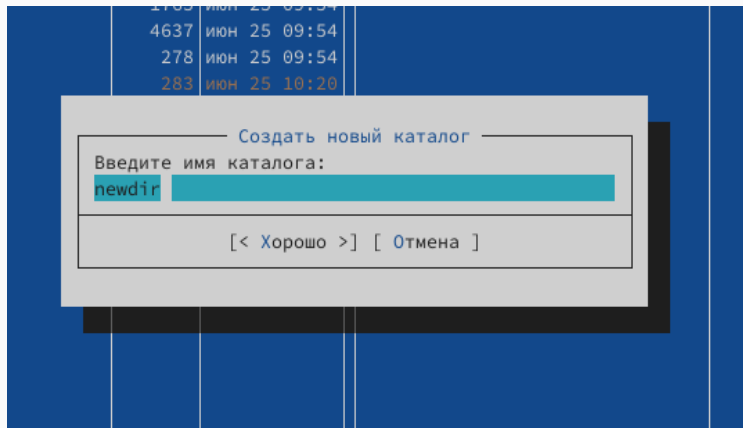 4637 июн 25 09:54
278 июн 25 09:54
283 июн 25 10:20
Создать новый каталог
Введите имя каталога:
newdir
[< Хорошо >] [ Отмена ]